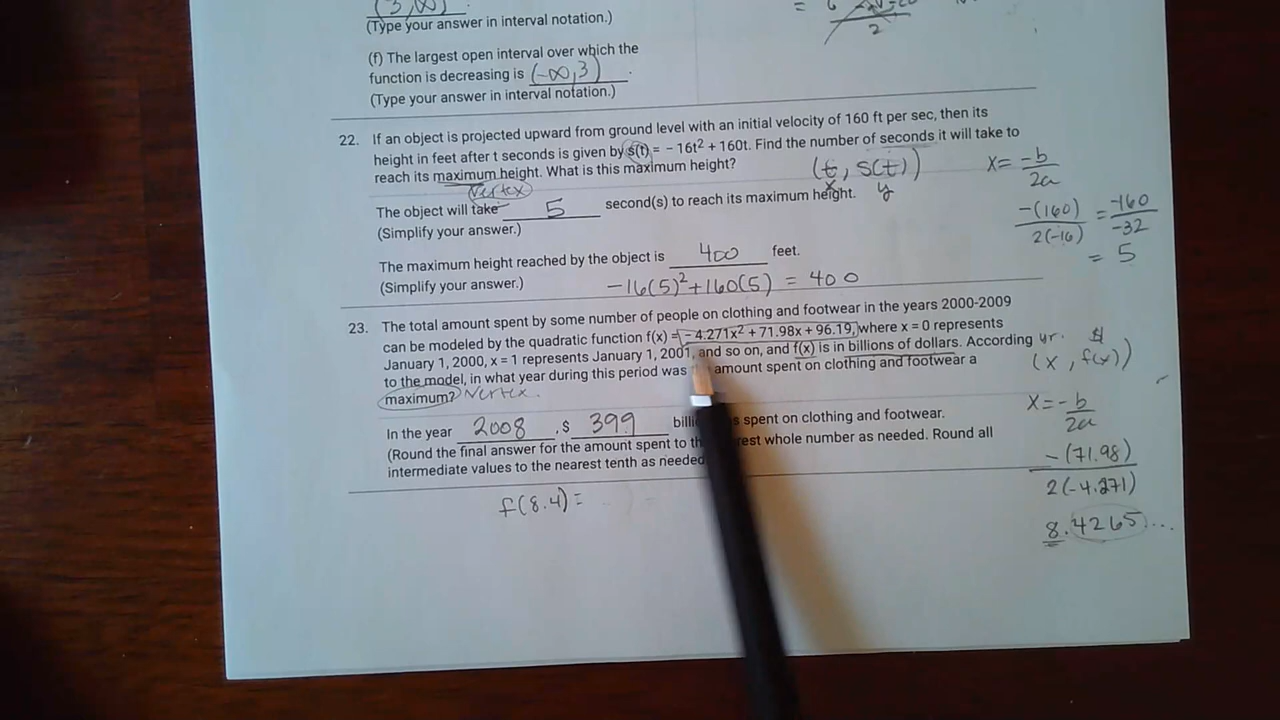 (3,∞)
(Type your answer in interval notation.)
= 6
2
(f) The largest open interval over which the
function is decreasing is (-∞,3).
(Type your answer in interval notation.)
22. If an object is projected upward from ground level with an initial velocity of 160 ft per sec, then its
height in feet after t seconds is given by s(t) = − 16t² + 160t. Find the number of seconds it will take to
reach its maximum height. What is this maximum height?
vertex
(t, s(t))
x y
x = -b/2a
The object will take 5 second(s) to reach its maximum height.
(Simplify your answer.)
-(160)/2(-16) = -160/-32
= 5
The maximum height reached by the object is 400 feet.
(Simplify your answer.) -16(5)²+160(5) = 400
23. The total amount spent by some number of people on clothing and footwear in the years 2000-2009
can be modeled by the quadratic function f(x) = − 4.271x² + 71.98x + 96.19, where x = 0 represents
January 1, 2000, x = 1 represents January 1, 2001, and so on, and f(x) is in billions of dollars. According
to the model, in what year during this period was amount spent on clothing and footwear a
maximum? Vertex.
yr. $
(x, f(x))
x = -b/2a
In the year 2008, $ 399 spent on clothing and footwear.
(Round the final answer for the amount spent to whole number as needed. Round all
intermediate values to the nearest tenth as needed
-(71.98)
2(-4.271)
8.4265...
f(8.4) =